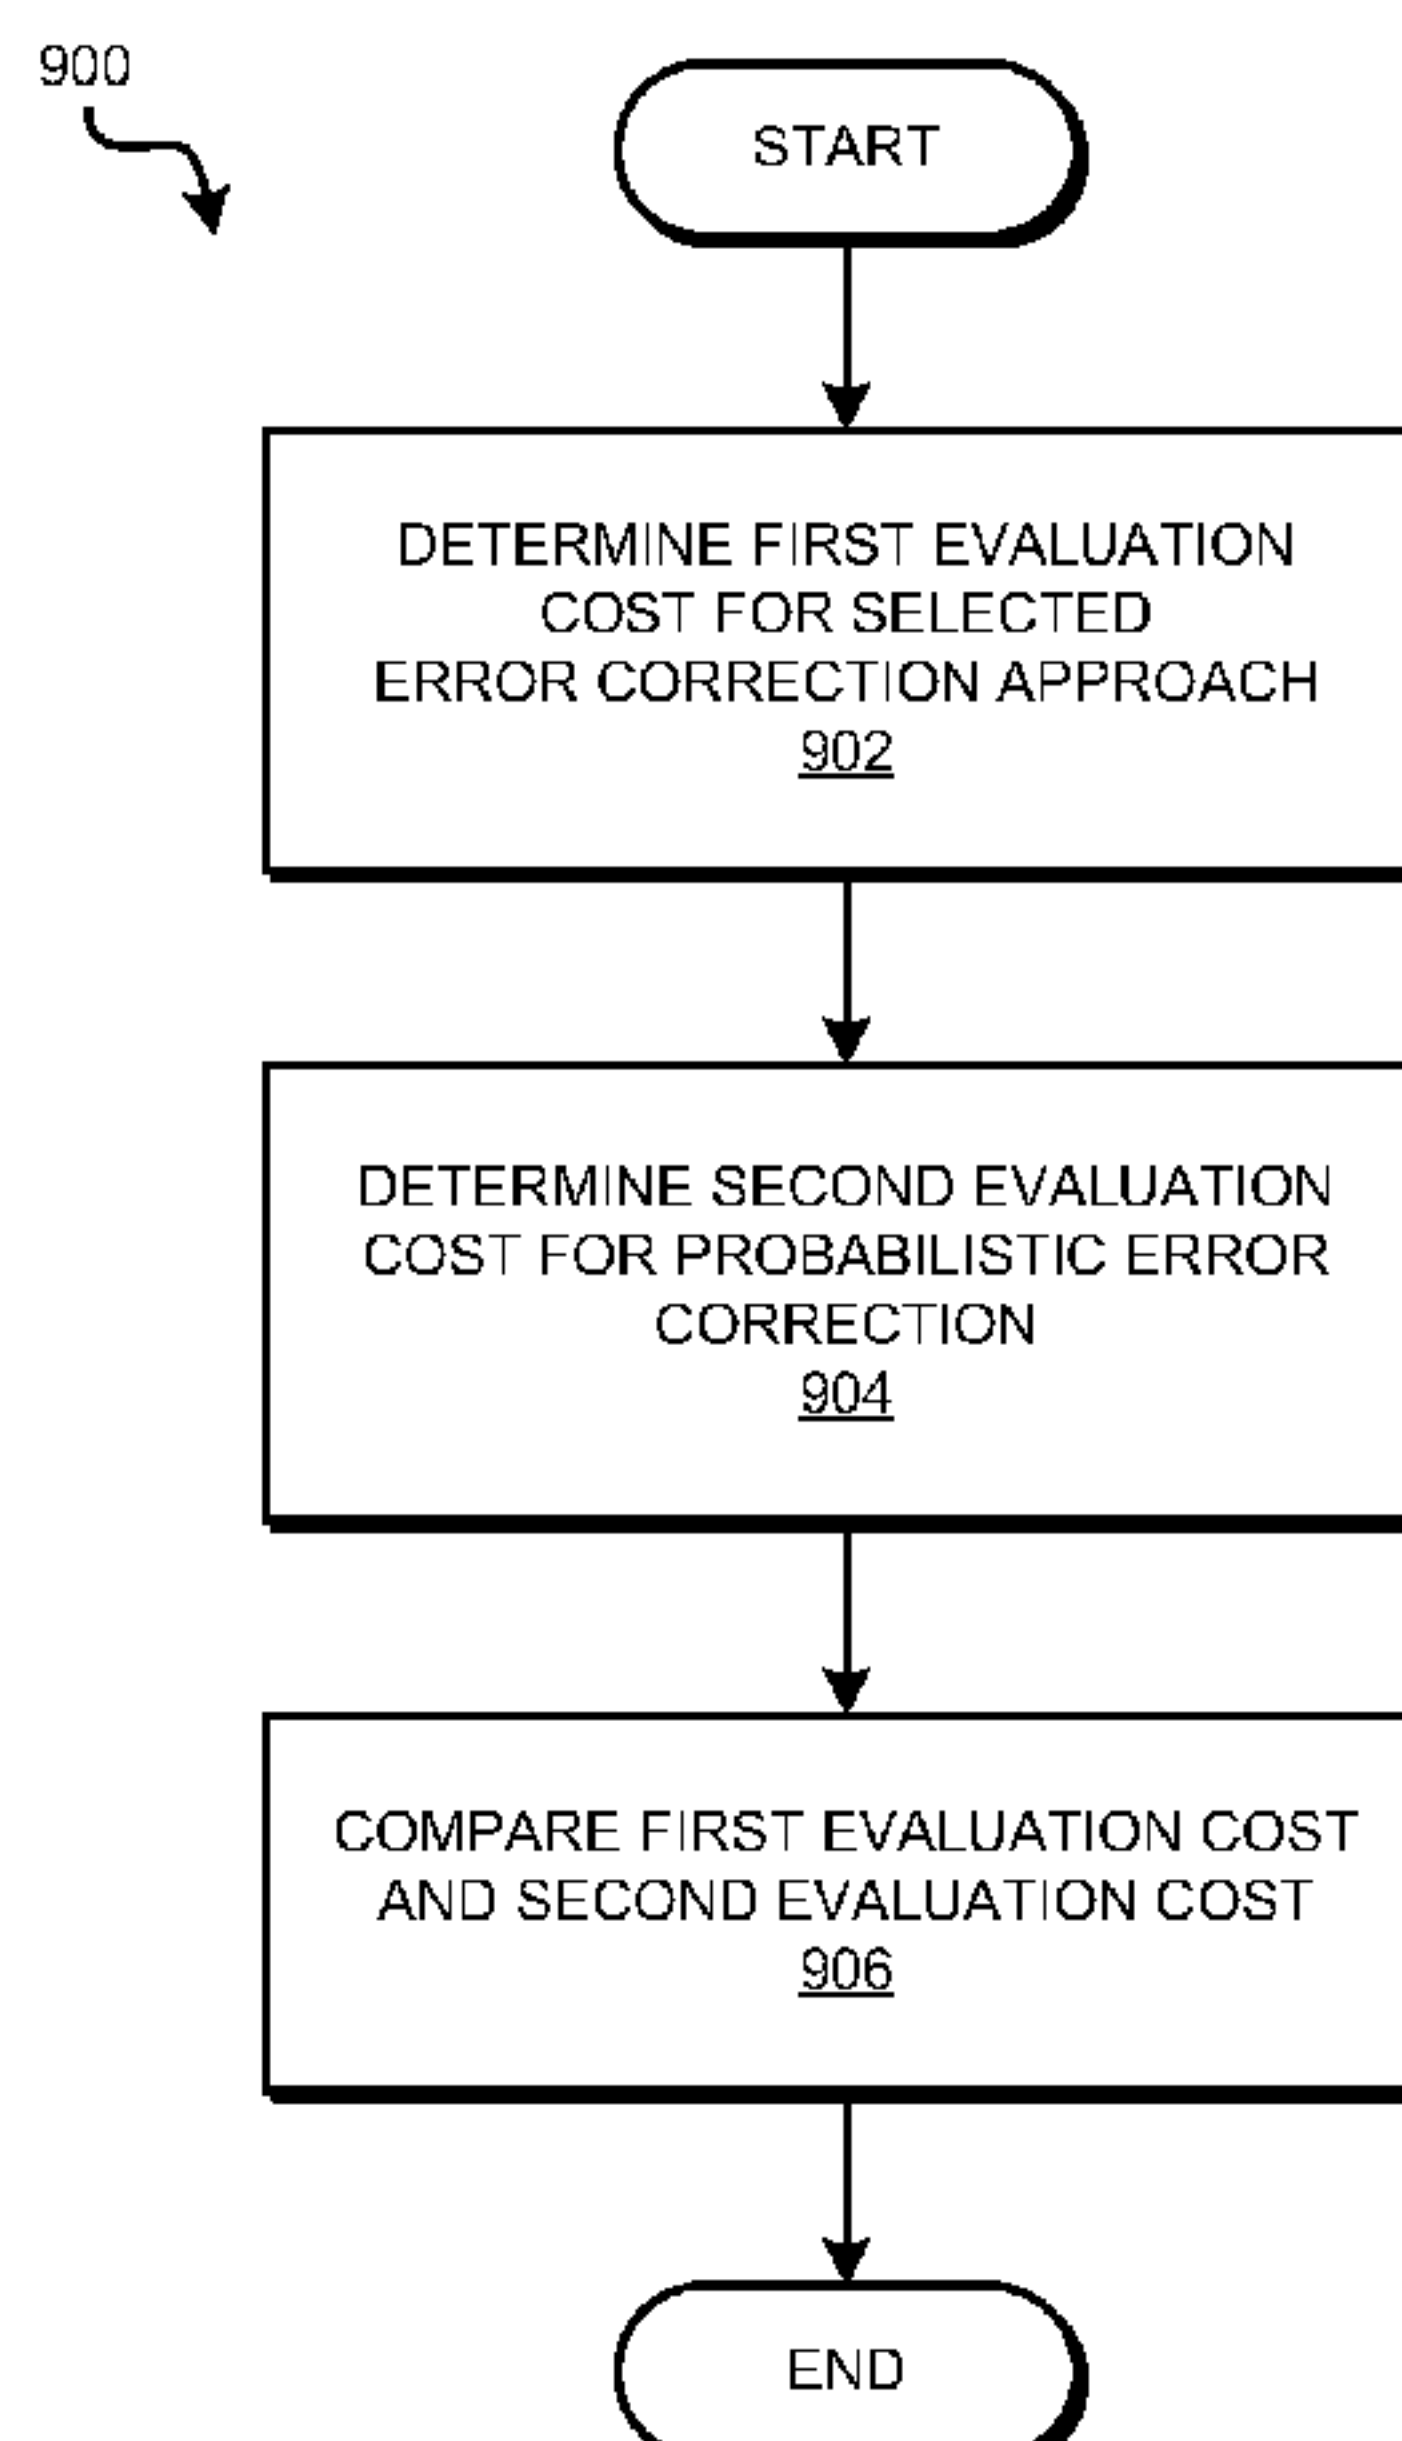 900
START
DETERMINE FIRST EVALUATION
COST FOR SELECTED
ERROR CORRECTION APPROACH
902
DETERMINE SECOND EVALUATION
COST FOR PROBABILISTIC ERROR
CORRECTION
904
COMPARE FIRST EVALUATION COST
AND SECOND EVALUATION COST
906
END